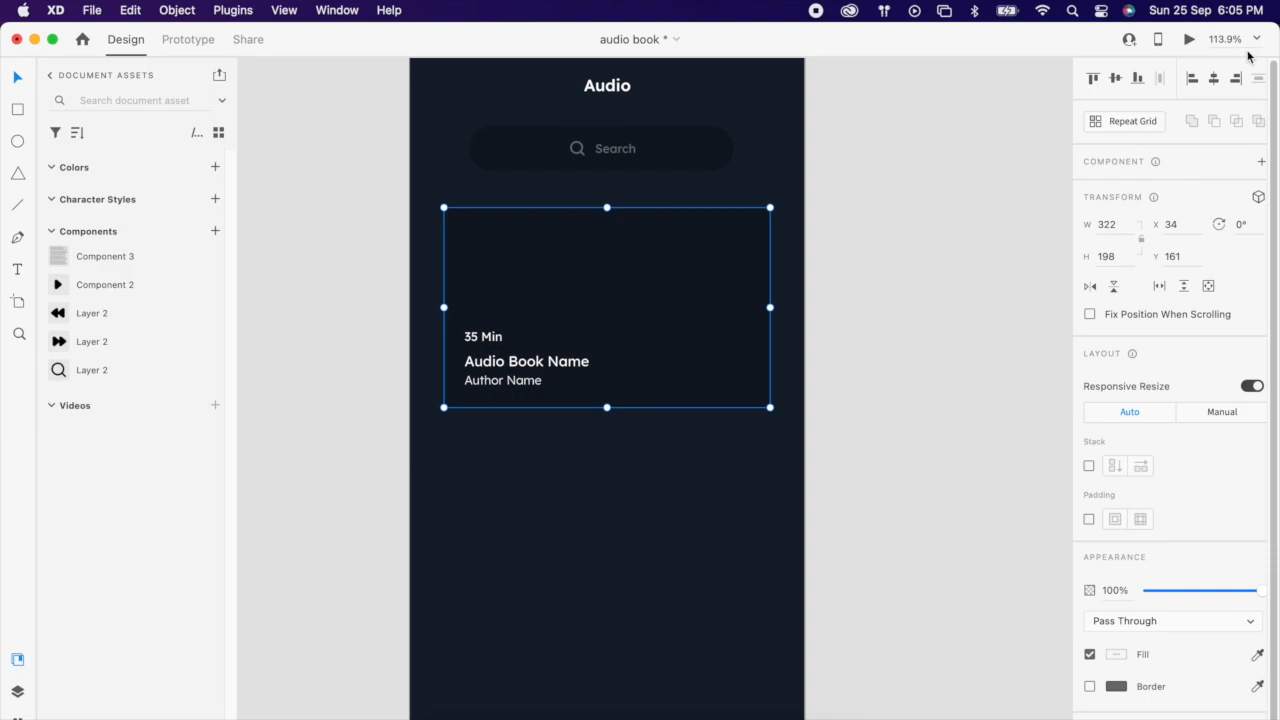 XD File Edit Object Plugins View Window Help Sun 25 Sep 6:05 PM
Design Prototype Share audio book * 113.9%
DOCUMENT ASSETS
Search document asset
Colors
Character Styles
Components
Component 3
Component 2
Layer 2
Layer 2
Layer 2
Videos
Audio
Search
35 Min
Audio Book Name
Author Name
Repeat Grid
COMPONENT
TRANSFORM
W 322 X 34 0°
H 198 Y 161
Fix Position When Scrolling
LAYOUT
Responsive Resize
Auto Manual
Stack
Padding
APPEARANCE
100%
Pass Through
Fill
Border